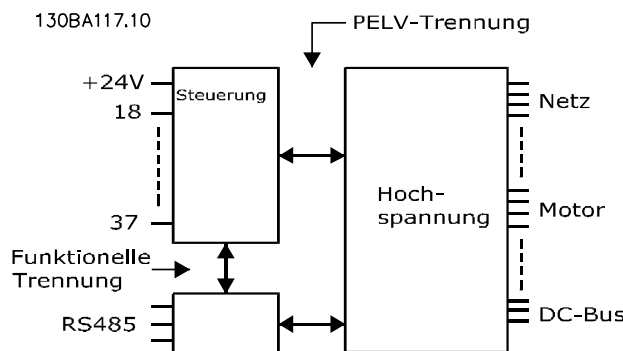 130BA117.10
PELV-Trennung
+24V
Steuerung
18
Netz
Hoch-
spannung
37
Motor
Funktionelle
Trennung
RS485
DC-Bus